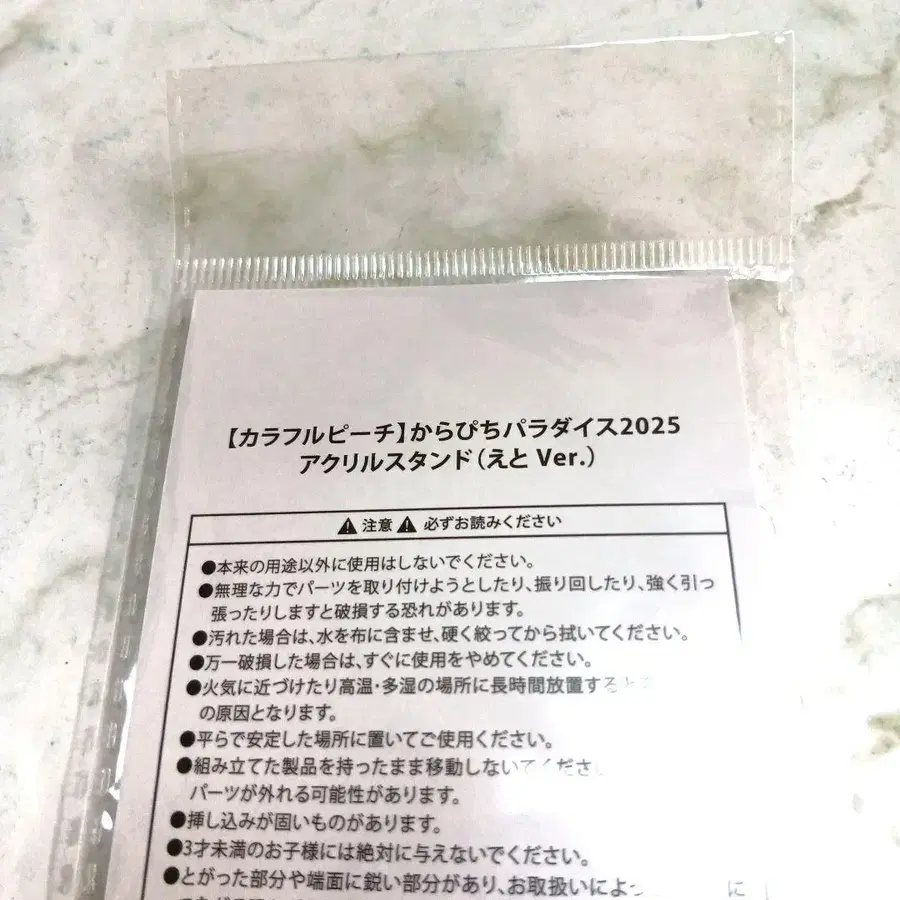 【カラフルピーチ】からぴちパラダイス2025
アクリルスタンド（えと Ver.）
⚠ 注意 ⚠ 必ずお読みください
●本来の用途以外に使用はしないでください。
●無理な力でパーツを取り付けようとしたり、振り回したり、強く引っ
張ったりしますと破損する恐れがあります。
●汚れた場合は、水を布に含ませ、硬く絞ってから拭いてください。
●万一破損した場合は、すぐに使用をやめてください。
●火気に近づけたり高温・多湿の場所に長時間放置すると
の原因となります。
●平らで安定した場所に置いてご使用ください。
●組み立てた製品を持ったまま移動しないでくださ
パーツが外れる可能性があります。
●挿し込みが固いものがあります。
●3才未満のお子様には絶対に与えないでください。
●とがった部分や端面に鋭い部分があり、お取扱いによっ に